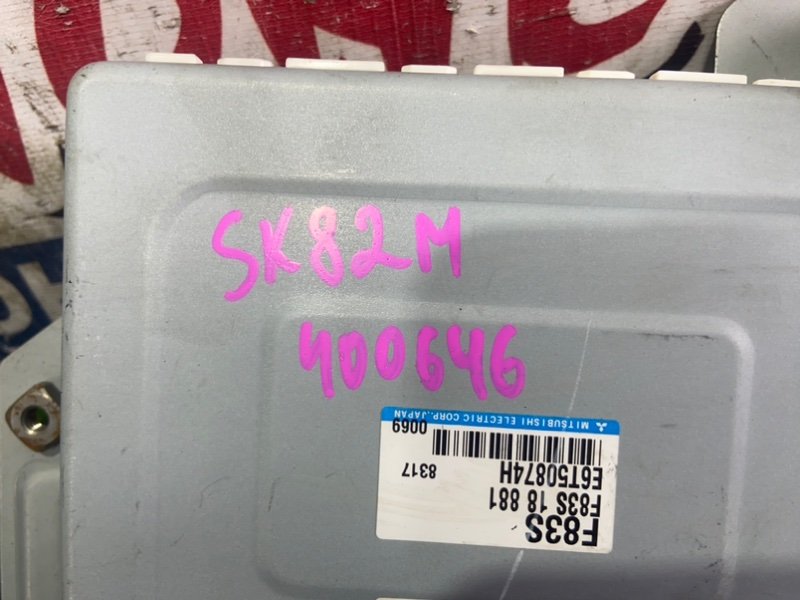 SK82M
400646
MITSUBISHI ELECTRIC CORP.,JAPAN
0069
8317
E6T50874H
F83S 18 881
F83S